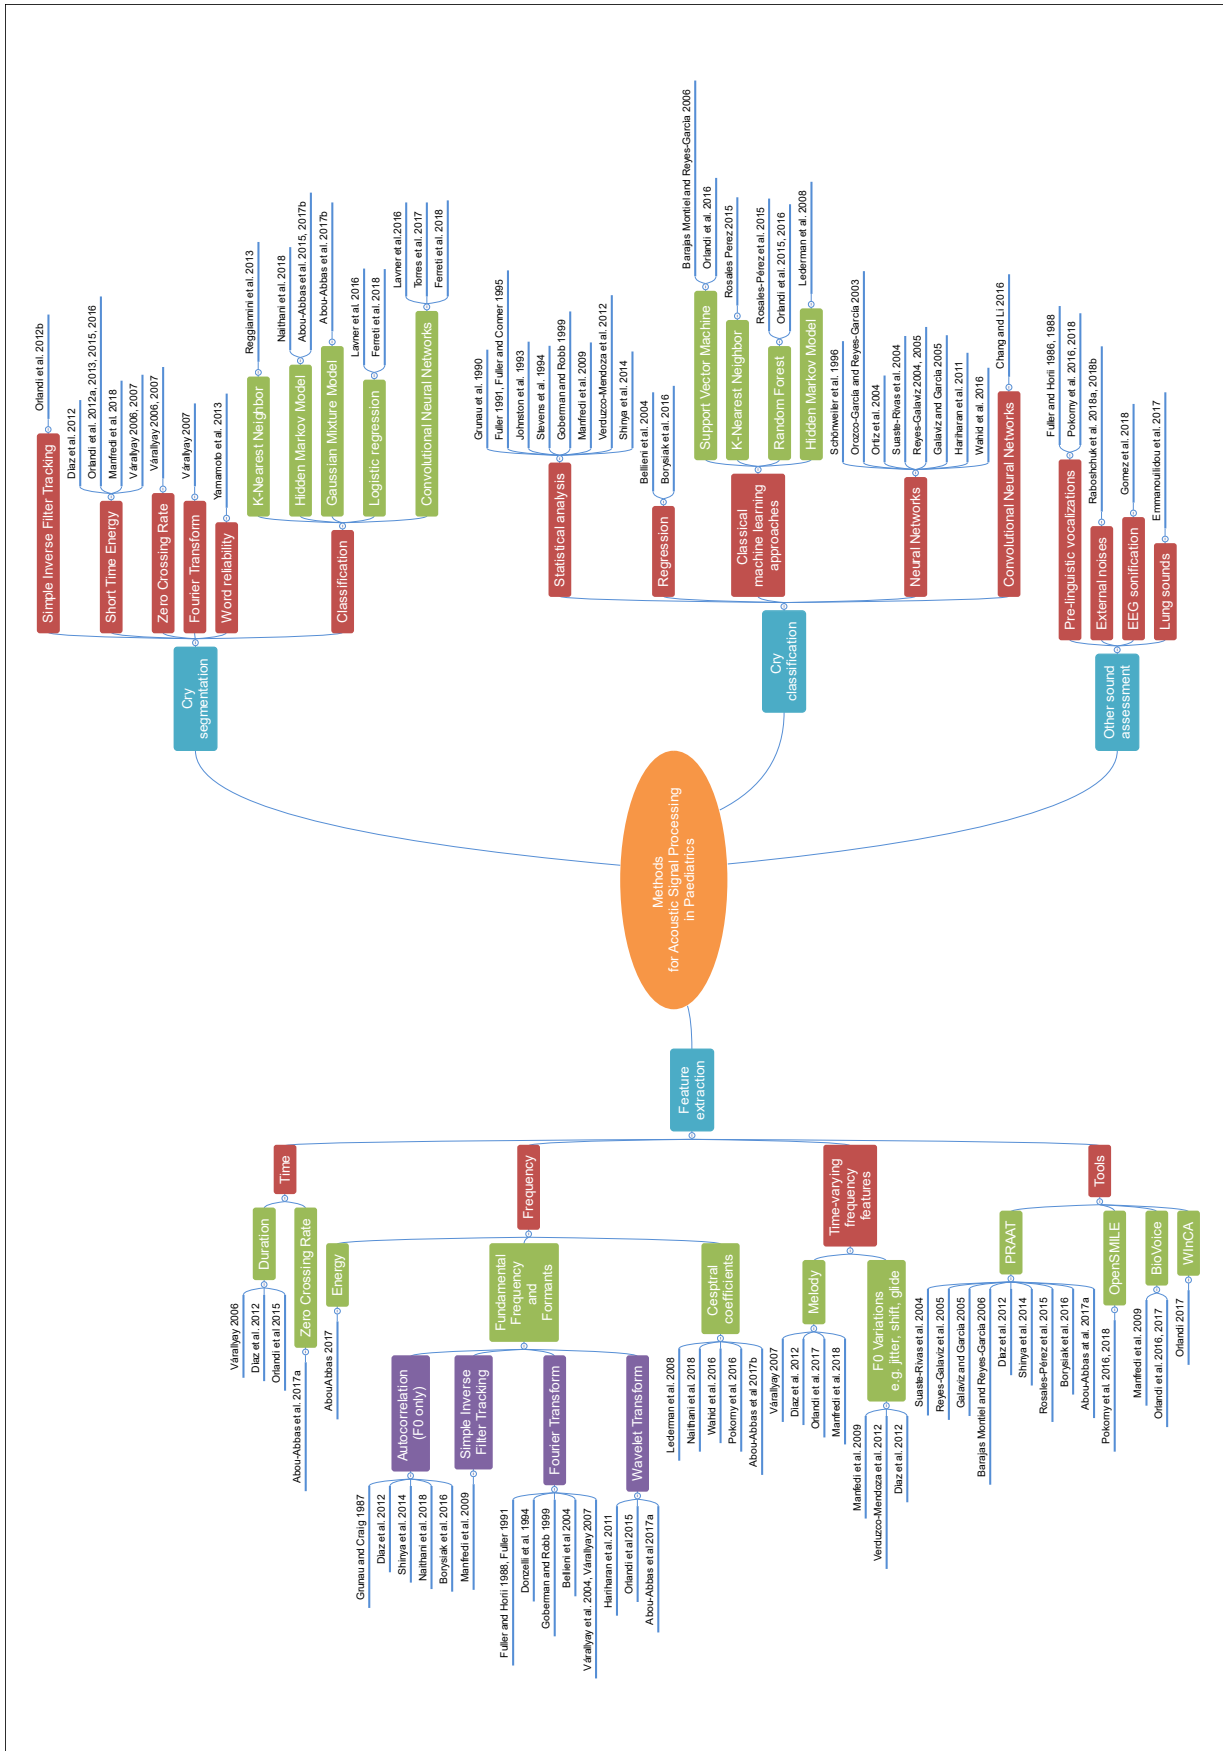 Methods
for Acoustic Signal Processing
in Paediatrics
Feature
extraction
Time
Duration
Várallyay 2006
Díaz et al. 2012
Orlandi et al. 2015
Zero Crossing Rate
Abou-Abbas et al. 2017a
Frequency
Energy
AbouAbbas 2017
Fundamental
Frequency
and
Formants
Autocorrelation
(F0 only)
Grunau and Craig 1987
Díaz et al. 2012
Shinya et al. 2014
Naithani et al. 2018
Borysiak et al. 2016
Simple Inverse
Filter Tracking
Manfredi et al. 2009
Fourier Transform
Fuller and Horii 1988, Fuller 1991
Donzelli et al. 1994
Goberman and Robb 1999
Bellieni et al 2004
Várallyay et al. 2004, Várallyay 2007
Wavelet Transform
Hariharan et al. 2011
Orlandi et al 2015
Abou-Abbas et al 2017a
Cesptral
coefficients
Lederman et al. 2008
Naithani et al. 2018
Wahid et al. 2016
Pokorny et al. 2016
Abou-Abbas et al 2017b
Time-varying
frequency
features
Melody
Várallyay 2007
Díaz et al. 2012
Orlandi et al. 2017
Manfredi et al. 2018
F0 Variations
e.g. jitter, shift, glide
Manfedi et al. 2009
Verduzco-Mendoza et al. 2012
Díaz et al. 2012
Tools
PRAAT
Suaste-Rivas et al. 2004
Reyes-Galaviz et al. 2005
Galaviz and García 2005
Barajas Montiel and Reyes-García 2006
Díaz et al. 2012
Shinya et al. 2014
Rosales-Pérez et al. 2015
Borysiak et al. 2016
Abou-Abbas at al. 2017a
OpenSMILE
Pokorny et al. 2016, 2018
BioVoice
Manfredi et al. 2009
Orlandi et al. 2016, 2017
WInCA
Orlandi 2017
Cry
segmentation
Simple Inverse Filter Tracking
Orlandi et al. 2012b
Short Time Energy
Díaz et al. 2012
Orlandi et al. 2012a, 2013, 2015, 2016
Manfredi et al. 2018
Várallyay 2006, 2007
Zero Crossing Rate
Várallyay 2006, 2007
Fourier Transform
Várallyay 2007
Word reliability
Yamamoto et al. 2013
Classification
K-Nearest Neighbor
Reggiannini et al. 2013
Hidden Markov Model
Naithani et al. 2018
Abou-Abbas et al. 2015, 2017b
Gaussian Mixture Model
Abou-Abbas et al. 2017b
Logistic regression
Lavner et al. 2016
Ferreti et al. 2018
Convolutional Neural Networks
Lavner et al.2016
Torres et al. 2017
Ferreti et al. 2018
Cry
classification
Statistical analysis
Grunau et al. 1990
Fuller 1991, Fuller and Conner 1995
Johnston et al. 1993
Stevens et al. 1994
Goberman and Robb 1999
Manfredi et al. 2009
Verduzco-Mendoza et al. 2012
Shinya et al. 2014
Regression
Bellieni et al. 2004
Borysiak et al. 2016
Classical
machine learning
approaches
Support Vector Machine
Barajas Montiel and Reyes-García 2006
Orlandi et al. 2016
K-Nearest Neighbor
Rosales Perez 2015
Random Forest
Rosales-Pérez et al. 2015
Orlandi et al. 2015, 2016
Hidden Markov Model
Lederman et al. 2008
Neural Networks
Schönweiler et al. 1996
Orozco-García and Reyes-García 2003
Ortiz et al. 2004
Suaste-Rivas et al. 2004
Reyes-Galaviz 2004, 2005
Galaviz and García 2005
Hariharan et al. 2011
Wahid et al. 2016
Convolutional Neural Networks
Chang and Li 2016
Other sound
assessment
Pre-linguistic vocalizations
Fuller and Horii 1986, 1988
Pokorny et al. 2016, 2018
External noises
Raboshchuk et al. 2018a, 2018b
EEG sonification
Gomez et al. 2018
Lung sounds
Emmanouilidou et al. 2017